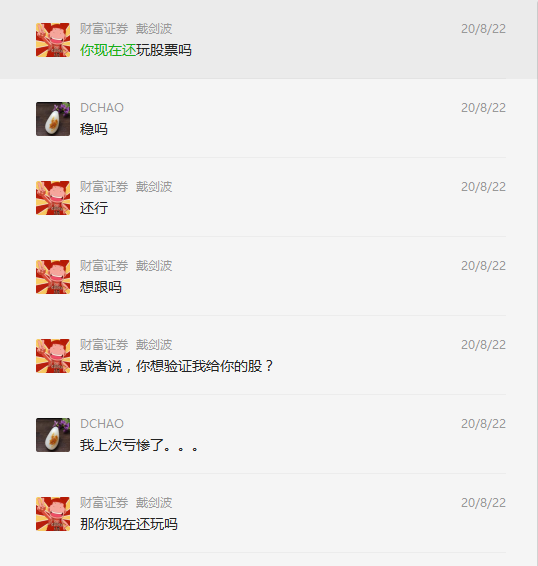 财富证券 戴剑波 20/8/22
你现在还玩股票吗
DCHAO 20/8/22
稳吗
财富证券 戴剑波 20/8/22
还行
财富证券 戴剑波 20/8/22
想跟吗
财富证券 戴剑波 20/8/22
或者说，你想验证我给你的股？
DCHAO 20/8/22
我上次亏惨了。。。
财富证券 戴剑波 20/8/22
那你现在还玩吗